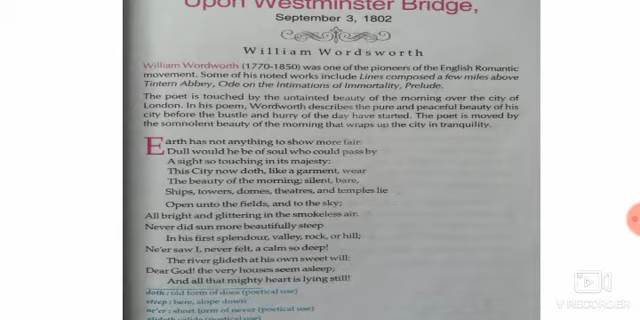 Upon Westminster Bridge,
September 3, 1802
William Wordsworth
William Wordworth (1770-1850) was one of the pioneers of the English Romantic
movement. Some of his noted works include Lines composed a few miles above
Tintern Abbey, Ode on the Intimations of Immortality, Prelude.
The poet is touched by the untainted beauty of the morning over the city of
London. In his poem, Wordworth describes the pure and peaceful beauty of his
city before the bustle and hurry of the day have started. The poet is moved by
the somnolent beauty of the morning that wraps up the city in tranquility.
Earth has not anything to show more fair:
Dull would he be of soul who could pass by
A sight so touching in its majesty:
This City now doth, like a garment, wear
The beauty of the morning; silent, bare,
Ships, towers, domes, theatres, and temples lie
Open unto the fields, and to the sky;
All bright and glittering in the smokeless air.
Never did sun more beautifully steep
In his first splendour, valley, rock, or hill;
Ne'er saw I, never felt, a calm so deep!
The river glideth at his own sweet will:
Dear God! the very houses seem asleep;
And all that mighty heart is lying still!
doth: old form of does (poetical use)
steep: here, slope down
ne'er: short form of never (poetical use)
glideth (poetical use)
V RECORDER